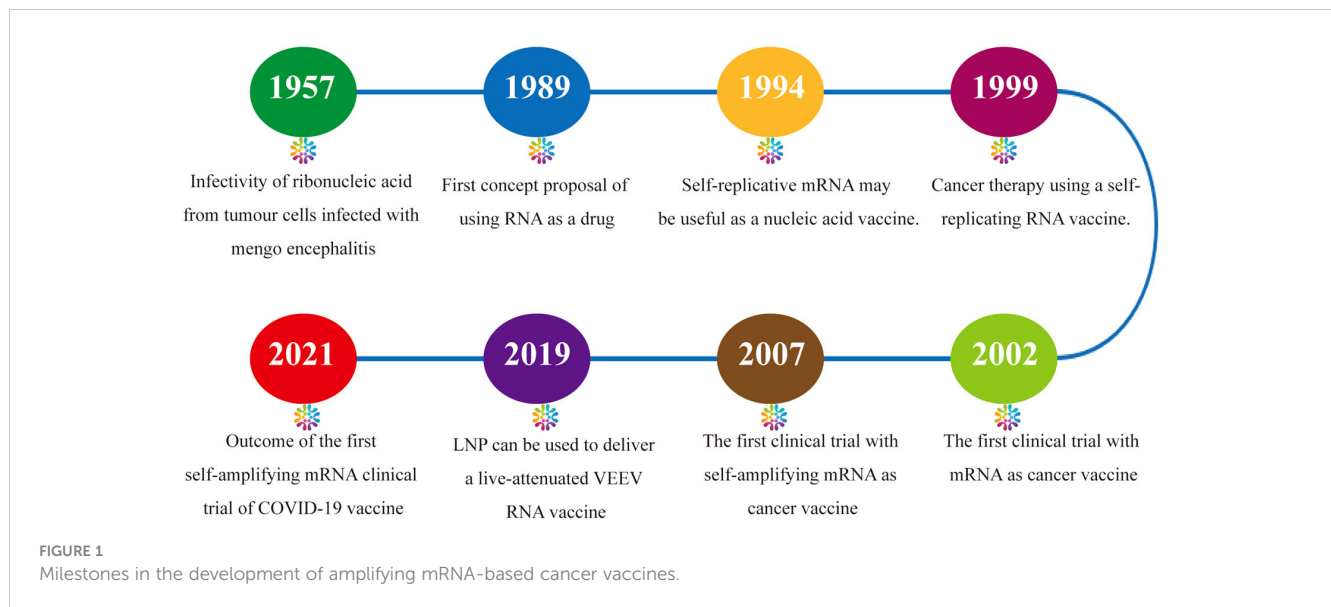 1957
Infectivity of ribonucleic acid
from tumour cells infected with
mengo encephalitis
1989
First concept proposal of
using RNA as a drug
1994
Self-replicative mRNA may
be useful as a nucleic acid vaccine.
1999
Cancer therapy using a self-
replicating RNA vaccine.
2002
The first clinical trial with
mRNA as cancer vaccine
2007
The first clinical trial with
self-amplifying mRNA as
cancer vaccine
2019
LNP can be used to deliver
a live-attenuated VEEV
RNA vaccine
2021
Outcome of the first
self-amplifying mRNA clinical
trial of COVID-19 vaccine
FIGURE 1
Milestones in the development of amplifying mRNA-based cancer vaccines.